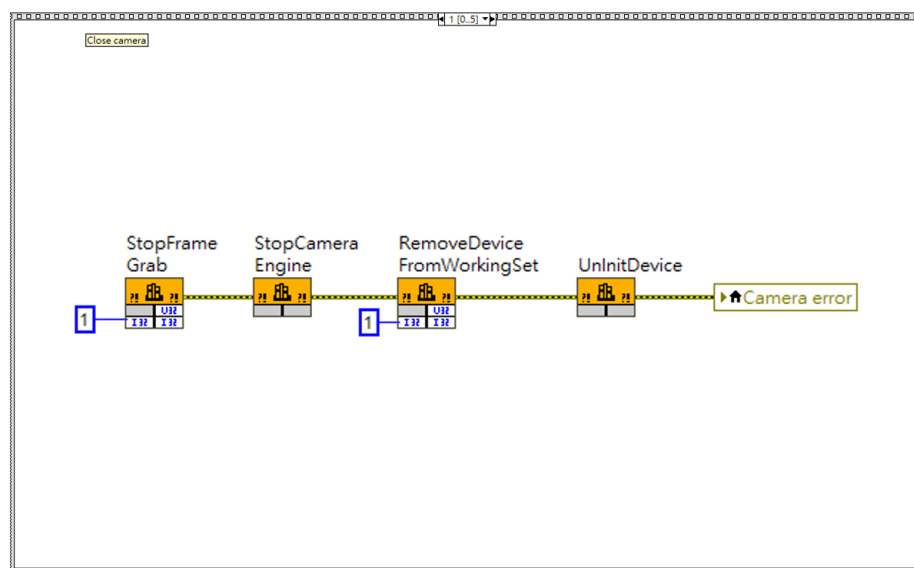 1 [0..5]
Close camera
StopFrame
Grab
StopCamera
Engine
RemoveDevice
FromWorkingSet
UnInitDevice
?! ?! ?! ?! ?! ?! ?! ?!
Camera error
U32
U32
1
I32 I32
1
I32 I32